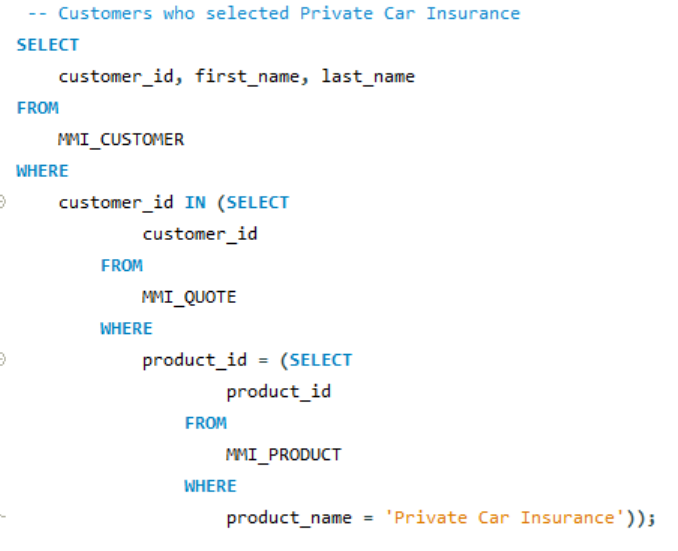 -- Customers who selected Private Car Insurance
SELECT
customer_id, first_name, last_name
FROM
MMI_CUSTOMER
WHERE
customer_id IN (SELECT
customer_id
FROM
MMI_QUOTE
WHERE
product_id = (SELECT
product_id
FROM
MMI_PRODUCT
WHERE
product_name = 'Private Car Insurance'));